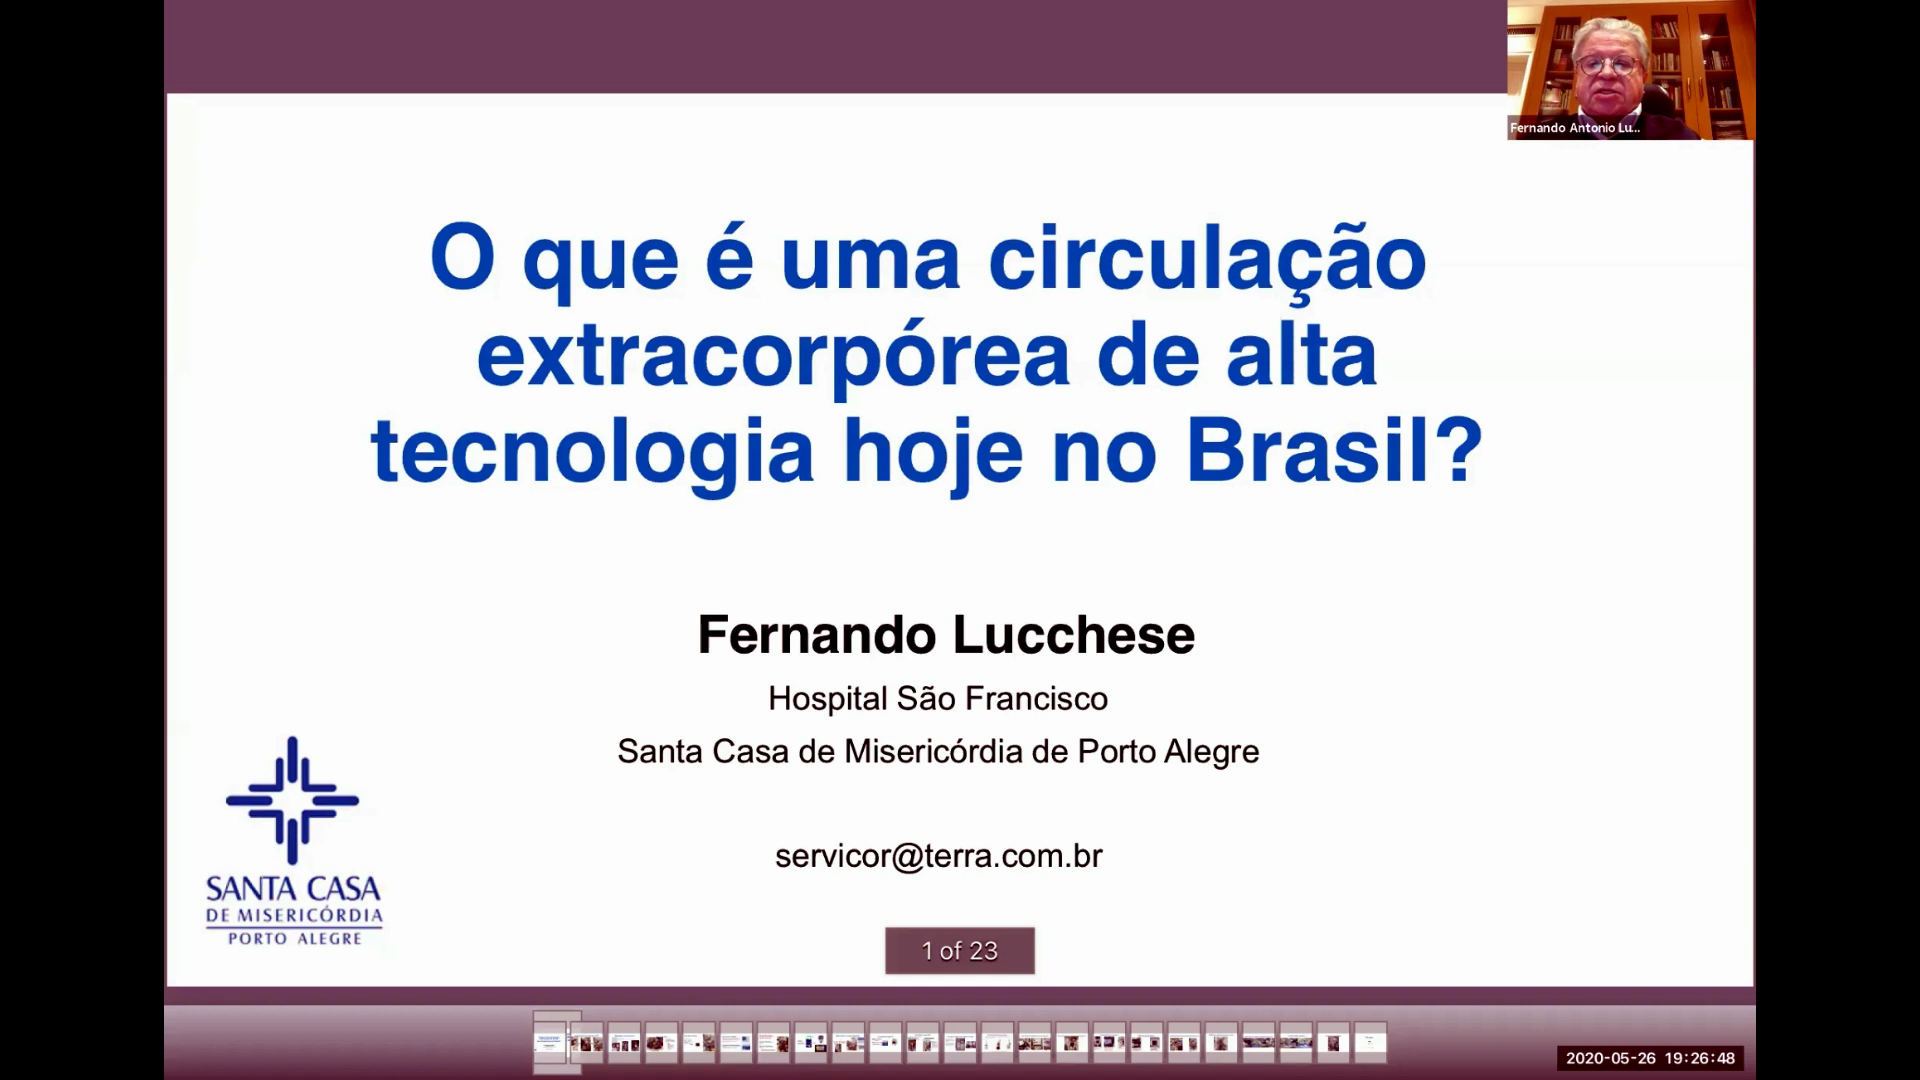 Fernando Antonio Lu...
O que é uma circulação
extracorpórea de alta
tecnologia hoje no Brasil?
Fernando Lucchese
Hospital São Francisco
Santa Casa de Misericórdia de Porto Alegre
servicor@terra.com.br
SANTA CASA
DE MISERICÓRDIA
PORTO ALEGRE
1 of 23
2020-05-26 19:26:48